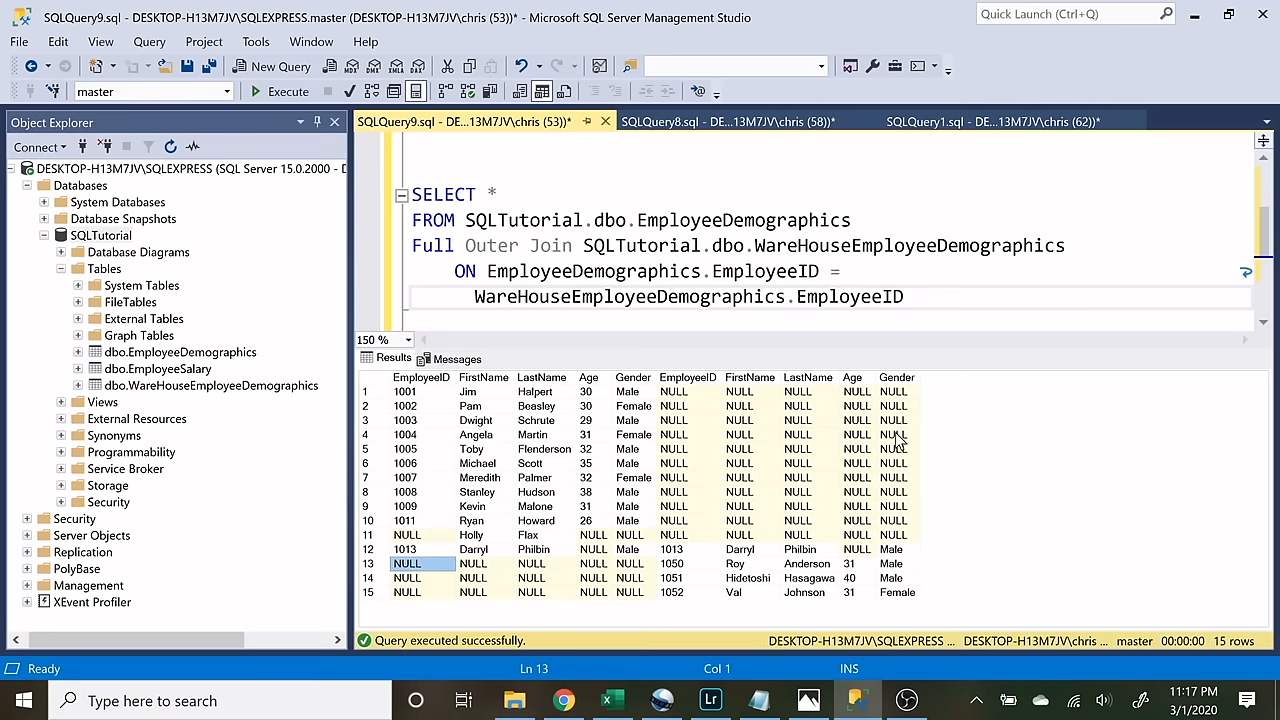 SQLQuery9.sql - DESKTOP-H13M7JV\SQLEXPRESS.master (DESKTOP-H13M7JV\chris (53))* - Microsoft SQL Server Management Studio
Quick Launch (Ctrl+Q)
File Edit View Query Project Tools Window Help
New Query
master
Execute
Object Explorer
SQLQuery9.sql - DE...13M7JV\chris (53))*
SQLQuery8.sql - DE...13M7JV\chris (58))*
SQLQuery1.sql - DE...13M7JV\chris (62))*
Connect
DESKTOP-H13M7JV\SQLEXPRESS (SQL Server 15.0.2000 - D
Databases
System Databases
Database Snapshots
SQLTutorial
Database Diagrams
Tables
System Tables
FileTables
External Tables
Graph Tables
dbo.EmployeeDemographics
dbo.EmployeeSalary
dbo.WareHouseEmployeeDemographics
Views
External Resources
Synonyms
Programmability
Service Broker
Storage
Security
Security
Server Objects
Replication
PolyBase
Management
XEvent Profiler
SELECT *
FROM SQLTutorial.dbo.EmployeeDemographics
Full Outer Join SQLTutorial.dbo.WareHouseEmployeeDemographics
ON EmployeeDemographics.EmployeeID =
WareHouseEmployeeDemographics.EmployeeID
150 %
Results Messages
EmployeeID FirstName LastName Age Gender EmployeeID FirstName LastName Age Gender
1 1001 Jim Halpert 30 Male NULL NULL NULL NULL NULL
2 1002 Pam Beasley 30 Female NULL NULL NULL NULL NULL
3 1003 Dwight Schrute 29 Male NULL NULL NULL NULL NULL
4 1004 Angela Martin 31 Female NULL NULL NULL NULL NULL
5 1005 Toby Flenderson 32 Male NULL NULL NULL NULL NULL
6 1006 Michael Scott 35 Male NULL NULL NULL NULL NULL
7 1007 Meredith Palmer 32 Female NULL NULL NULL NULL NULL
8 1008 Stanley Hudson 38 Male NULL NULL NULL NULL NULL
9 1009 Kevin Malone 31 Male NULL NULL NULL NULL NULL
10 1011 Ryan Howard 26 Male NULL NULL NULL NULL NULL
11 NULL Holly Flax NULL NULL NULL NULL NULL NULL NULL
12 1013 Darryl Philbin NULL Male 1013 Darryl Philbin NULL Male
13 NULL NULL NULL NULL NULL 1050 Roy Anderson 31 Male
14 NULL NULL NULL NULL NULL 1051 Hidetoshi Hasagawa 40 Male
15 NULL NULL NULL NULL NULL 1052 Val Johnson 31 Female
Query executed successfully.
DESKTOP-H13M7JV\SQLEXPRESS ... DESKTOP-H13M7JV\chris ... master 00:00:00 15 rows
Ready Ln 13 Col 1 INS
Type here to search
Lr
11:17 PM
3/1/2020